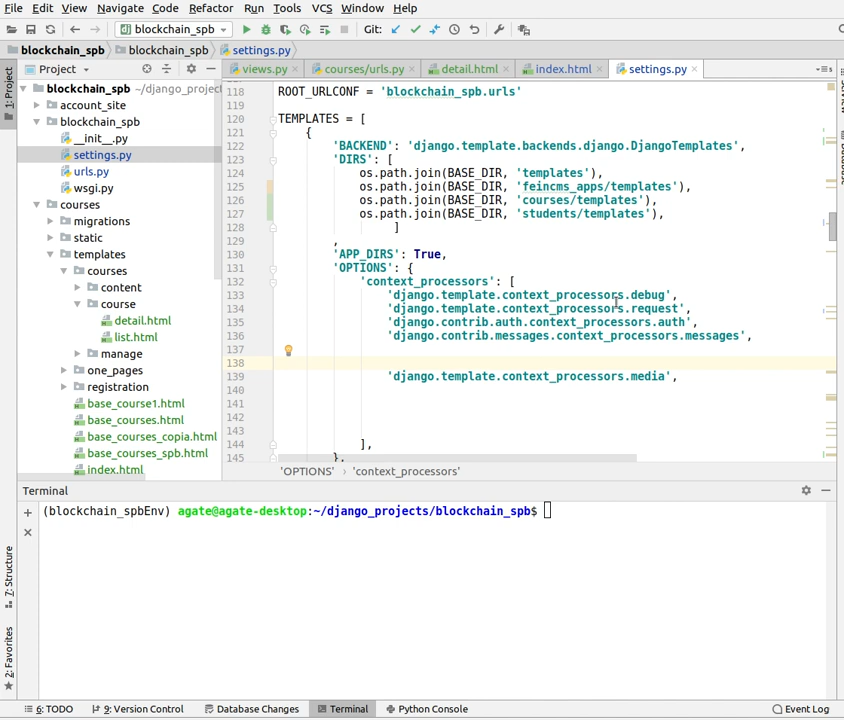 File Edit View Navigate Code Refactor Run Tools VCS Window Help
blockchain_spb Git:
blockchain_spb blockchain_spb settings.py
Project views.py courses/urls.py detail.html index.html settings.py
1: Project
blockchain_spb ~/django_project
account_site
blockchain_spb
__init__.py
settings.py
urls.py
wsgi.py
courses
migrations
static
templates
courses
content
course
detail.html
list.html
manage
one_pages
registration
base_course1.html
base_courses.html
base_courses_copia.html
base_courses_spb.html
index.html
118 ROOT_URLCONF = 'blockchain_spb.urls'
119
120 TEMPLATES = [
121 {
122 'BACKEND': 'django.template.backends.django.DjangoTemplates',
123 'DIRS': [
124 os.path.join(BASE_DIR, 'templates'),
125 os.path.join(BASE_DIR, 'feincms_apps/templates'),
126 os.path.join(BASE_DIR, 'courses/templates'),
127 os.path.join(BASE_DIR, 'students/templates'),
128 ]
129 ,
130 'APP_DIRS': True,
131 'OPTIONS': {
132 'context_processors': [
133 'django.template.context_processors.debug',
134 'django.template.context_processors.request',
135 'django.contrib.auth.context_processors.auth',
136 'django.contrib.messages.context_processors.messages',
137
138
139 'django.template.context_processors.media',
140
141
142
143
144 ],
145 },
'OPTIONS' › 'context_processors'
Terminal
(blockchain_spbEnv) agate@agate-desktop:~/django_projects/blockchain_spb$
7: Structure
2: Favorites
6: TODO 9: Version Control Database Changes Terminal Python Console Event Log